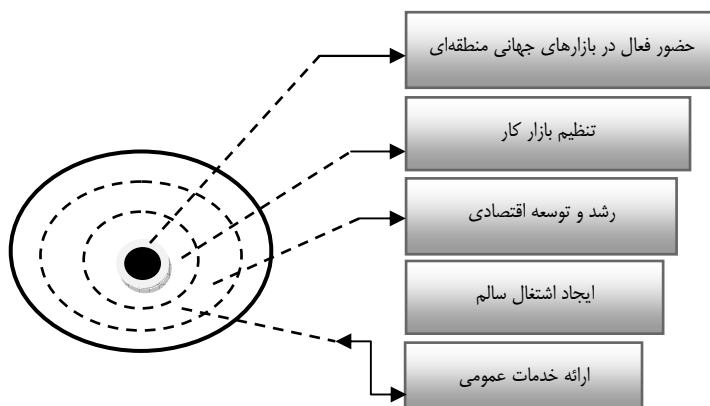 حضور فعال در بازارهای جهانی منطقه‌ای
تنظیم بازار کار
رشد و توسعه اقتصادی
ایجاد اشتغال سالم
ارائه خدمات عمومی